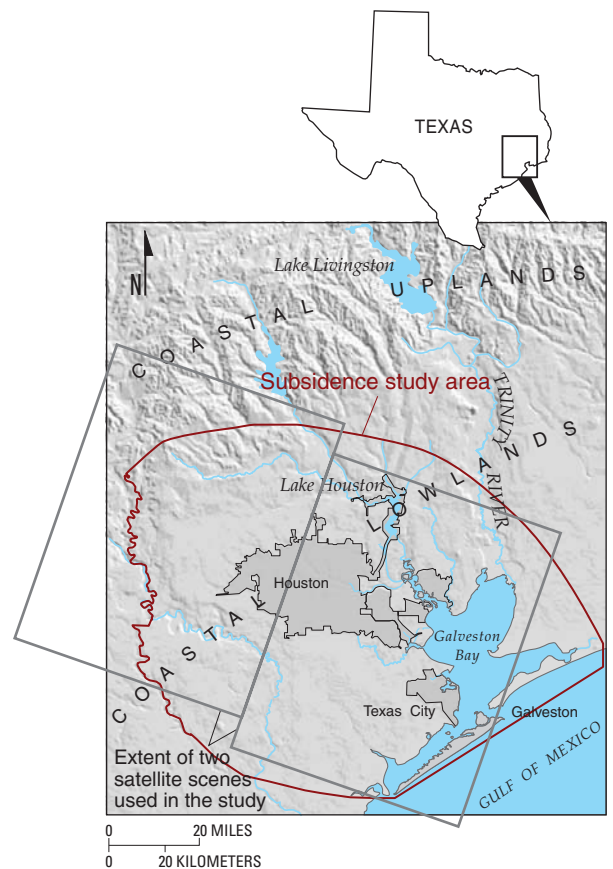 TEXAS
N
Lake Livingston
COASTAL UPLANDS
Subsidence study area
TRINITY RIVER
Lake Houston
COASTAL LOWLANDS
Houston
Galveston
Bay
Texas City
Galveston
GULF OF MEXICO
Extent of two
satellite scenes
used in the study
0 20 MILES
0 20 KILOMETERS